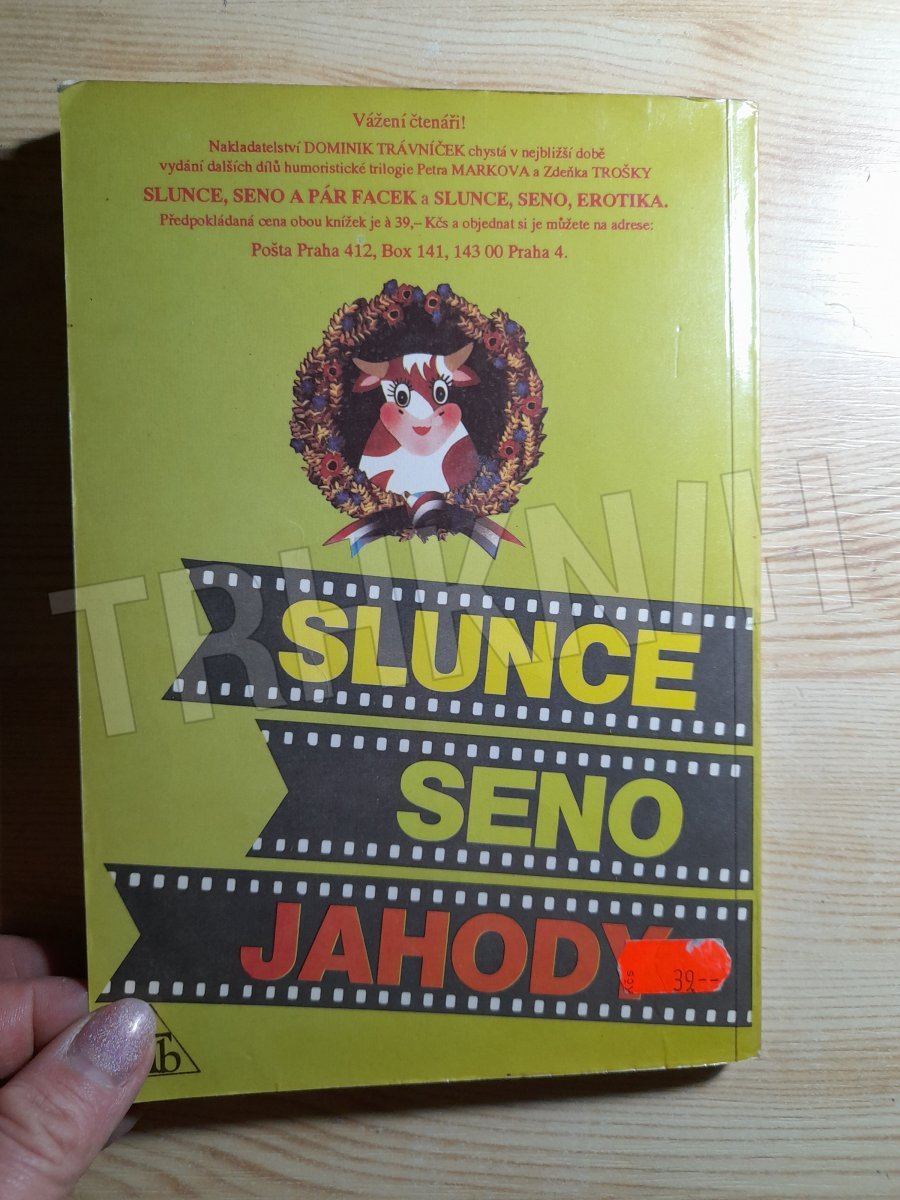 Vážení čtenáři!
Nakladatelství DOMINIK TRÁVNÍČEK chystá v nejbližší době
vydání dalších dílů humoristické trilogie Petra MARKOVA a Zdeňka TROŠKY
SLUNCE, SENO A PÁR FACEK a SLUNCE, SENO, EROTIKA.
Předpokládaná cena obou knížek je à 39,– Kčs a objednat si je můžete na adrese:
Pošta Praha 412, Box 141, 143 00 Praha 4.
TRHKNIH
SLUNCE
SENO
JAHODY
Kčs 39--